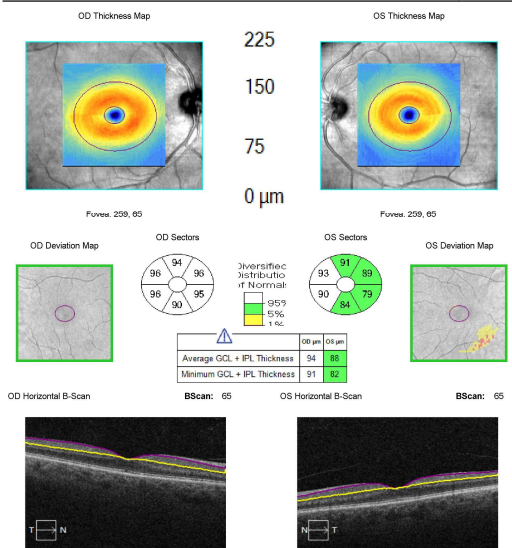 OD Thickness Map
OS Thickness Map
225
150
75
0 µm
Fovea: 259, 65
Fovea: 259, 65
OD Deviation Map
OD Sectors
OS Sectors
OS Deviation Map
94
96 96
96 95
90
Diversified
Distribution
of Normals
95%
5%
1%
91
93 89
90 79
84
OD µm OS µm
Average GCL + IPL Thickness 94 88
Minimum GCL + IPL Thickness 91 82
OD Horizontal B-Scan
BScan: 65
OS Horizontal B-Scan
BScan: 65
T N
N T